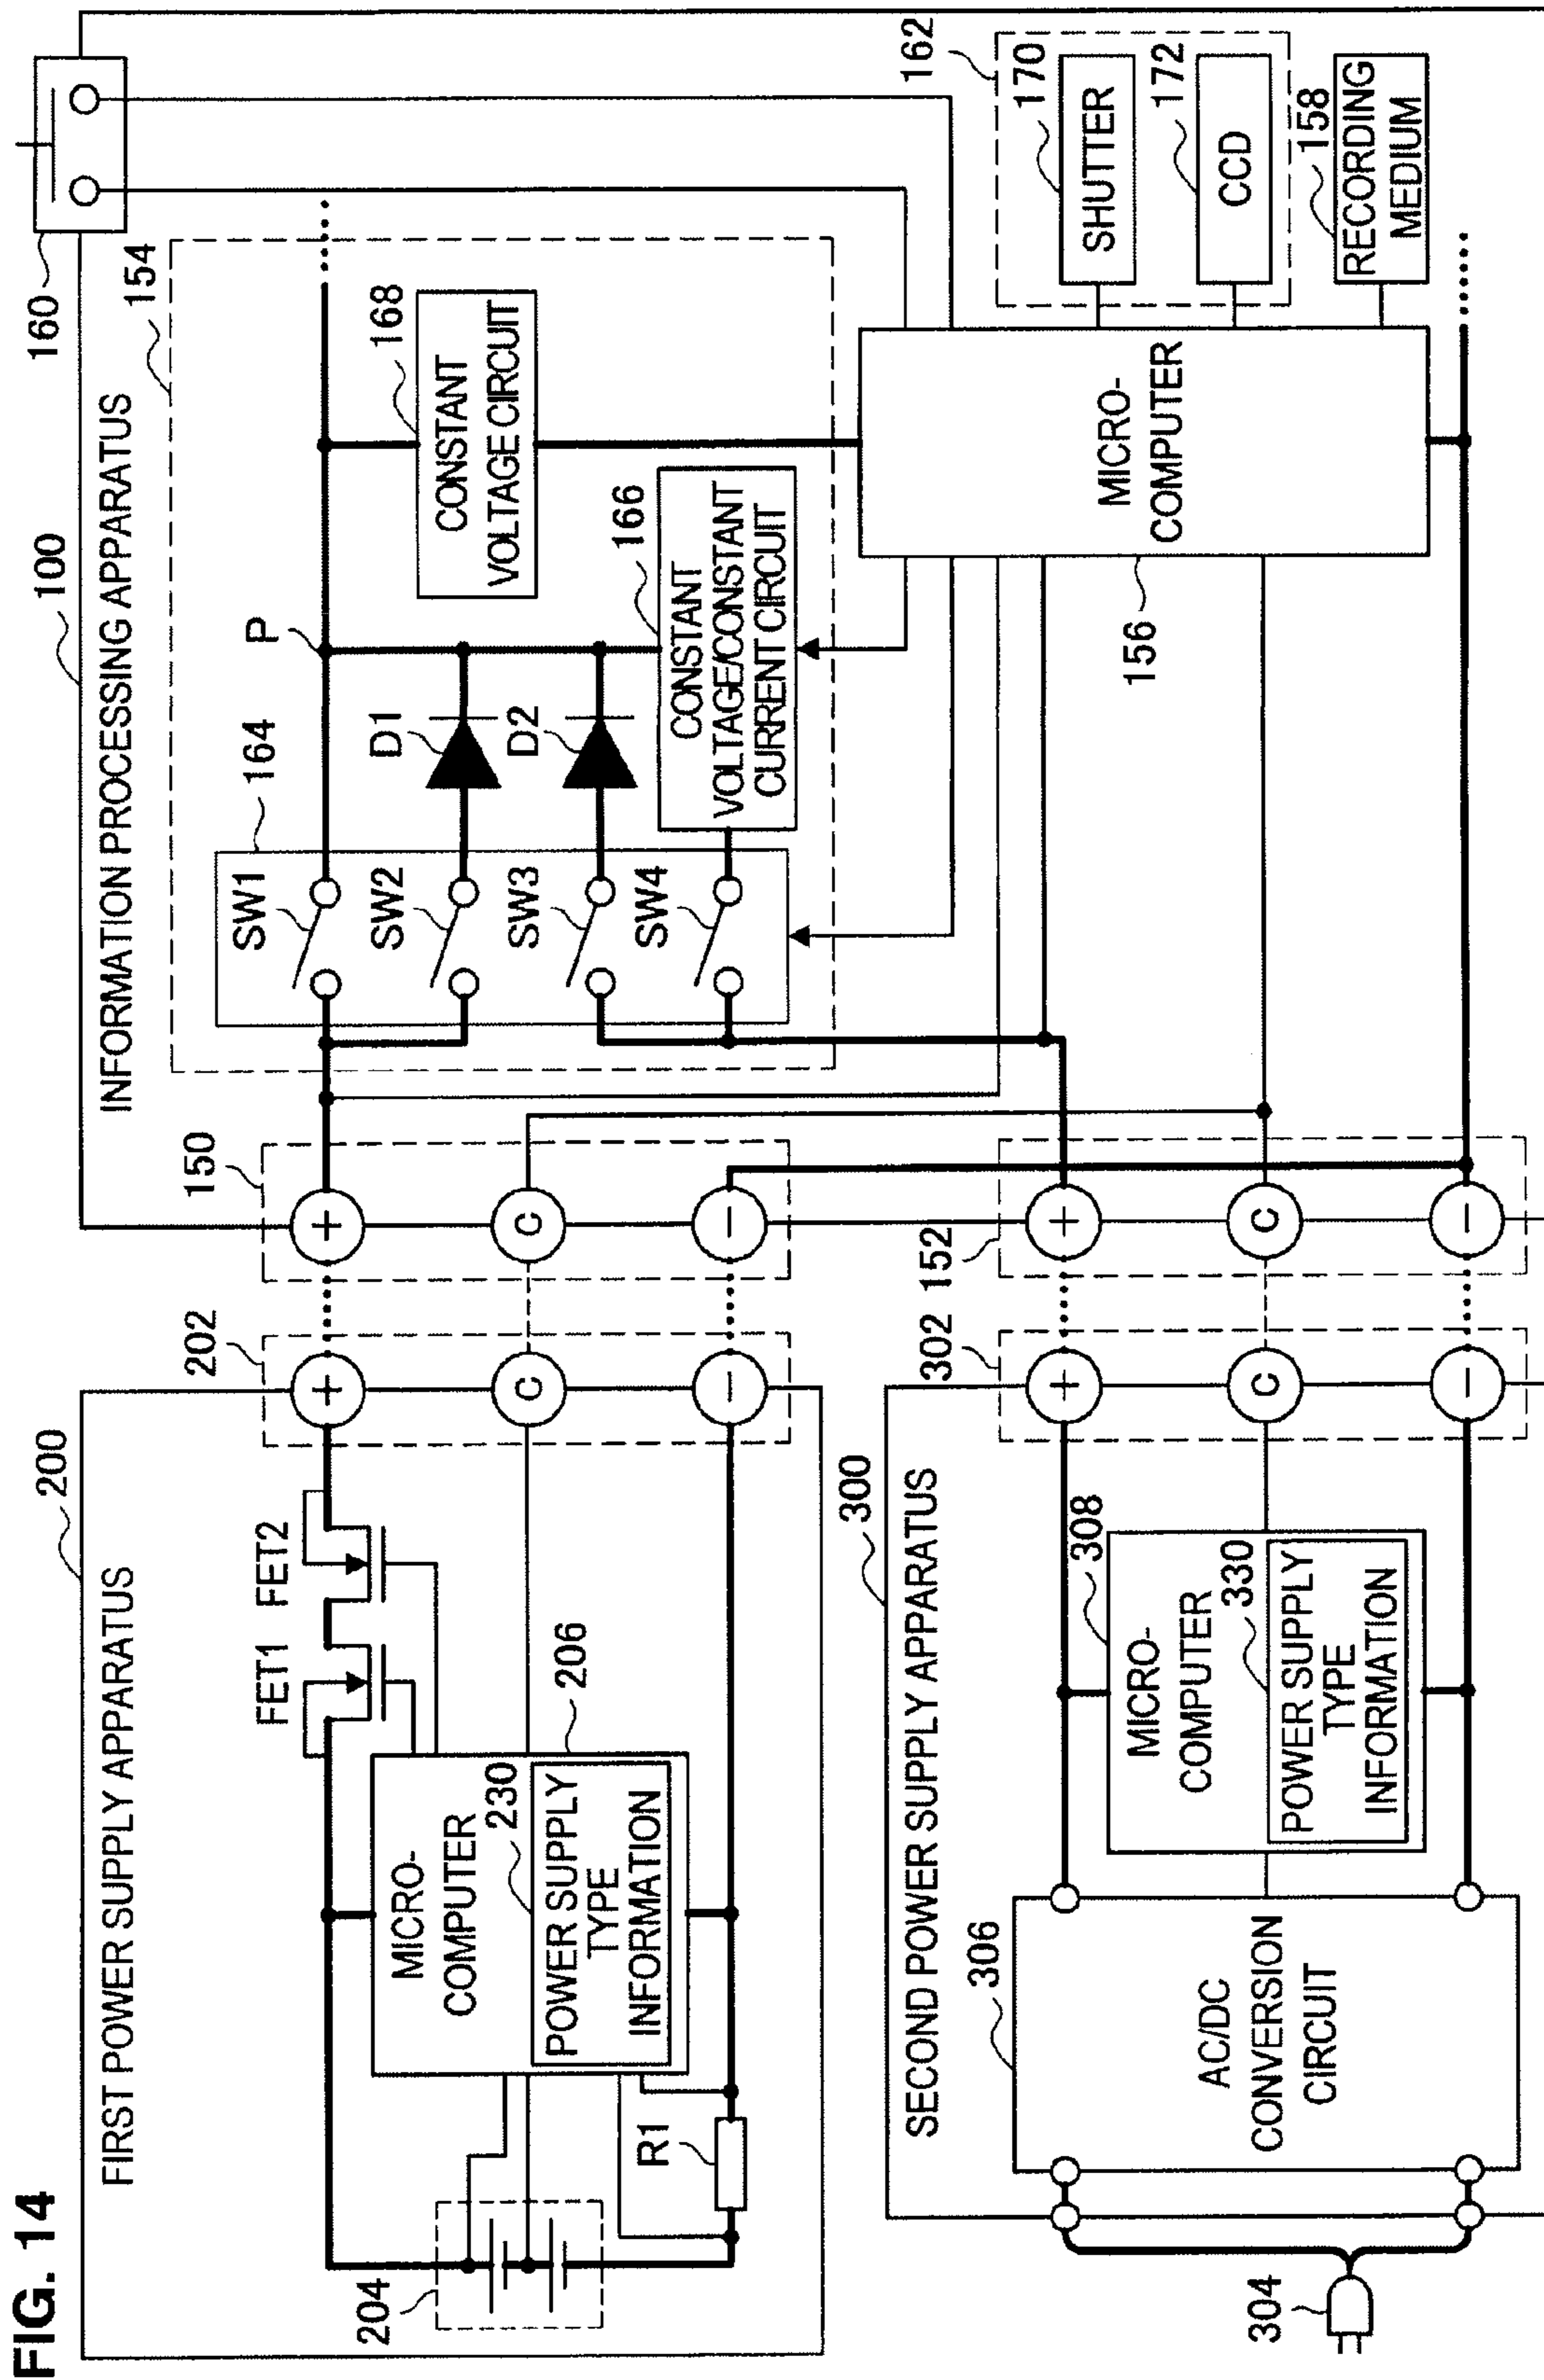 FIG. 14
200
FIRST POWER SUPPLY APPARATUS
FET1
FET2
202
+
C
−
MICRO-
COMPUTER
206
230
POWER SUPPLY
TYPE
INFORMATION
204
R1
300
SECOND POWER SUPPLY APPARATUS
302
+
C
−
308
MICRO-
COMPUTER
330
POWER SUPPLY
TYPE
INFORMATION
306
AC/DC
CONVERSION
CIRCUIT
304
100
INFORMATION PROCESSING APPARATUS
160
154
150
+
C
−
152
+
C
−
164
SW1
SW2
SW3
SW4
P
D1
D2
168
CONSTANT
VOLTAGE CIRCUIT
166
CONSTANT
VOLTAGE/CONSTANT
CURRENT CIRCUIT
156
MICRO-
COMPUTER
162
170
SHUTTER
172
CCD
158
RECORDING
MEDIUM